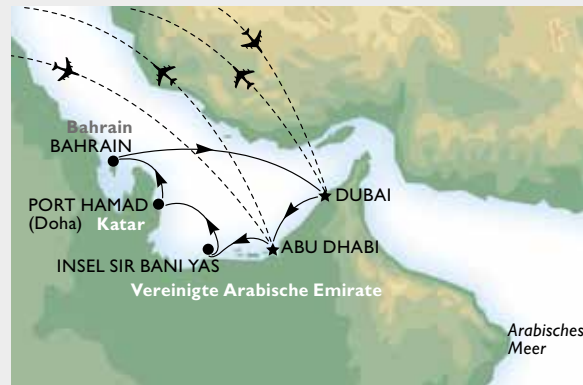 Bahrain
BAHRAIN
DUBAI
PORT HAMAD
(Doha) Katar
ABU DHABI
INSEL SIR BANI YAS
Vereinigte Arabische Emirate
Arabisches
Meer